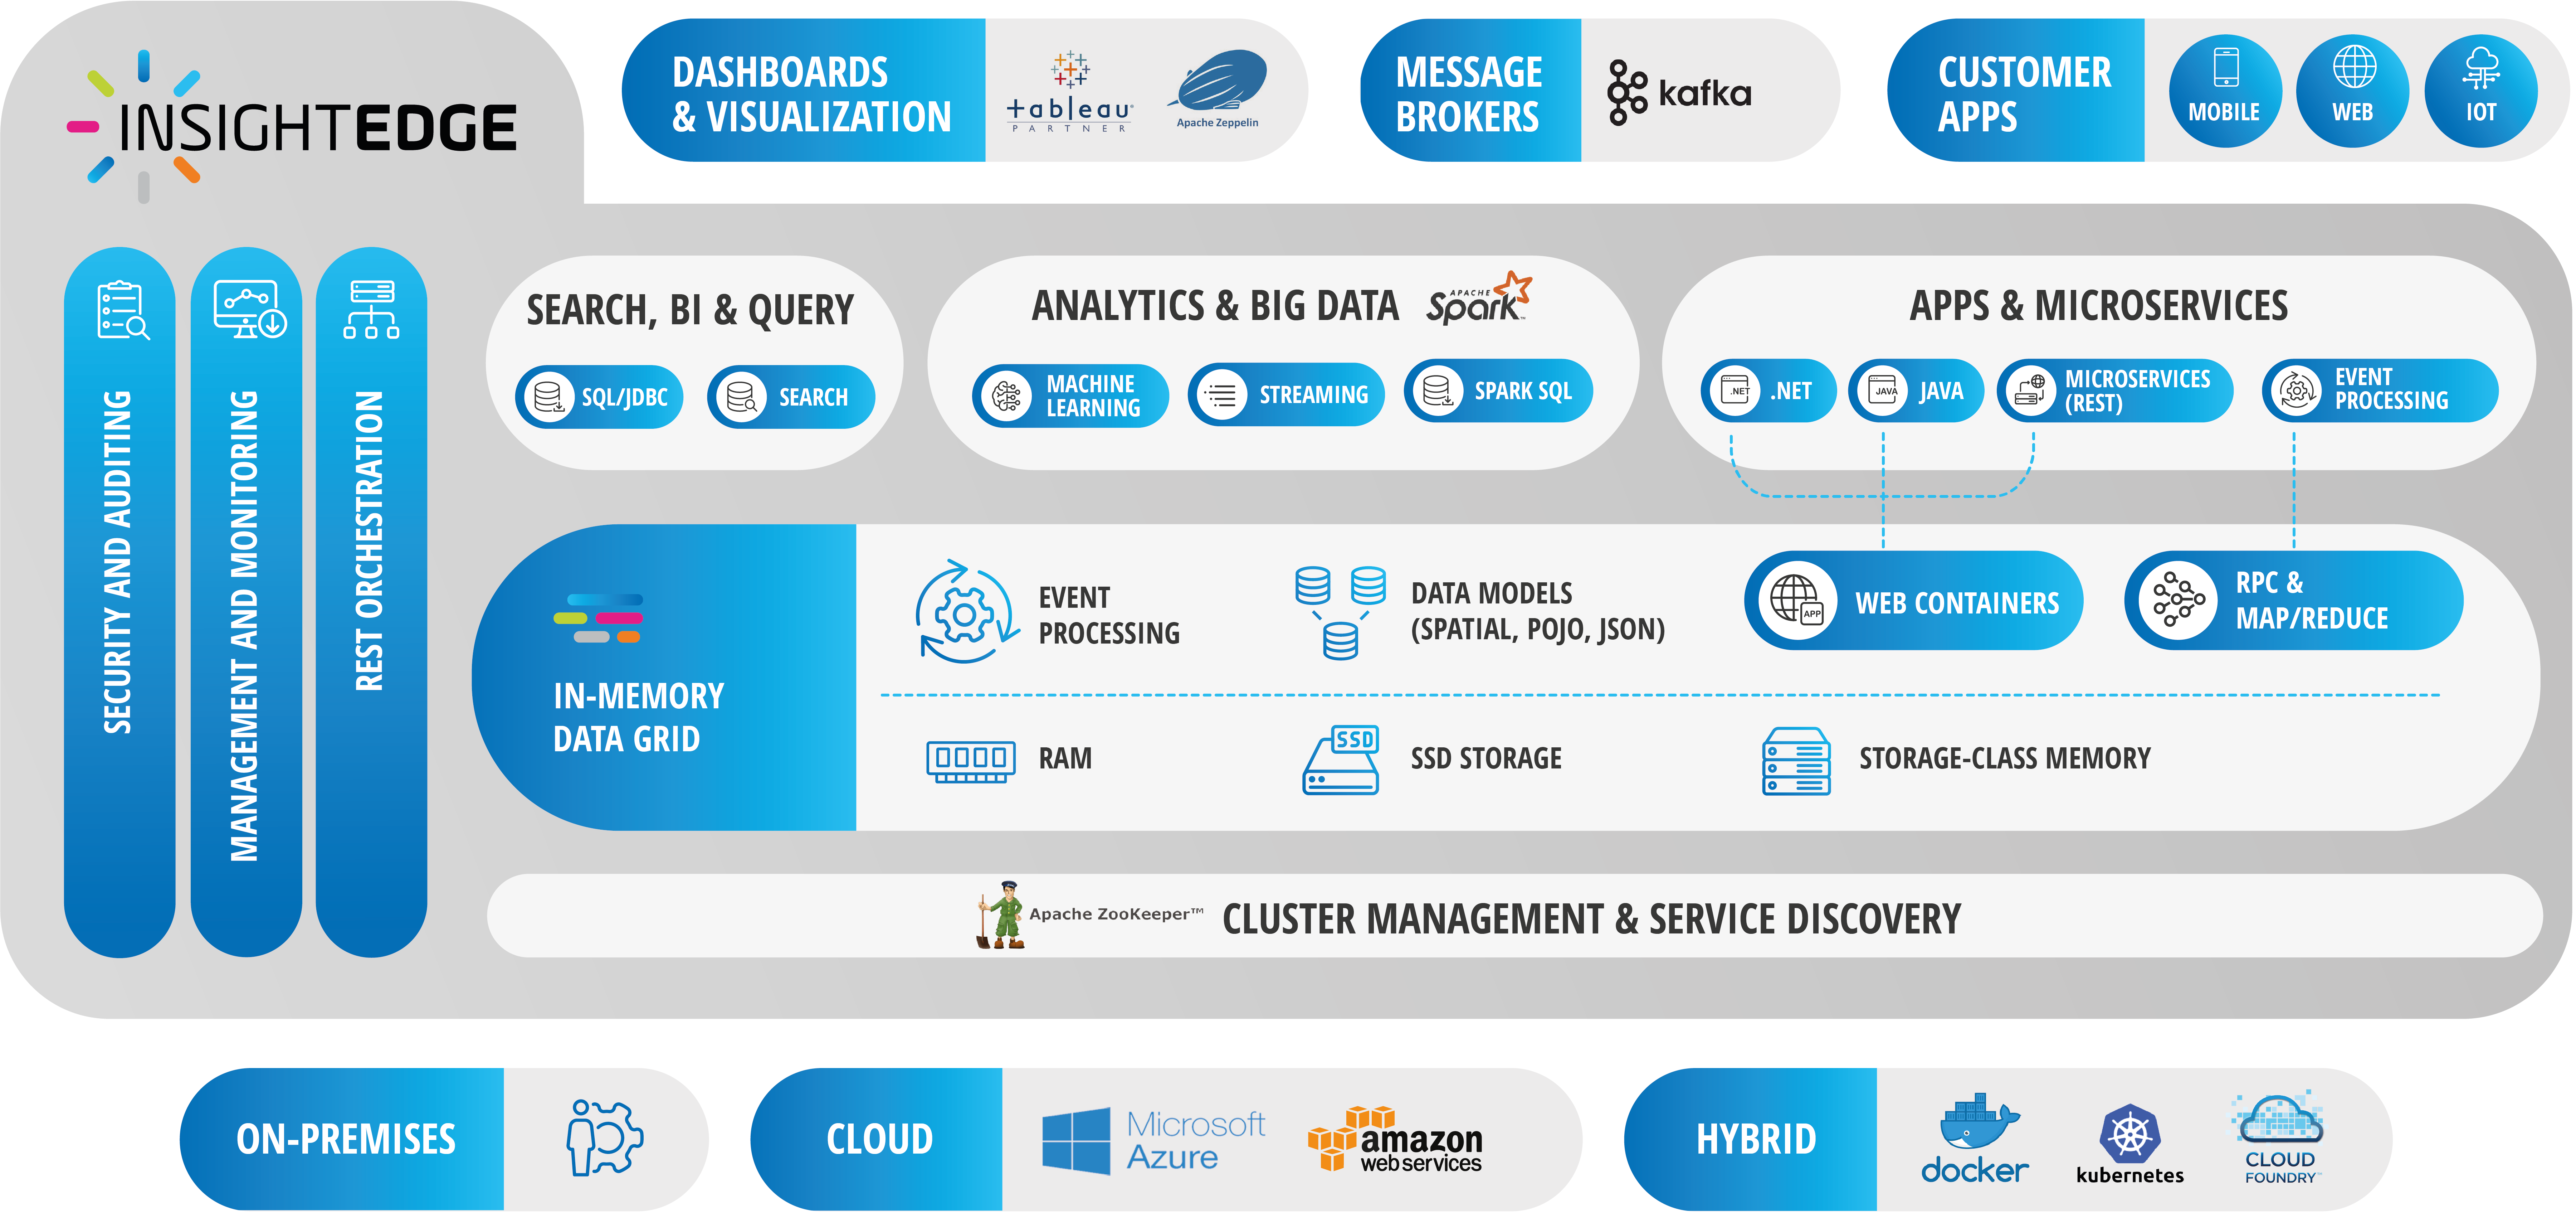 INSIGHTEDGE
DASHBOARDS
& VISUALIZATION
tableau®
PARTNER
Apache Zeppelin
MESSAGE
BROKERS
kafka
CUSTOMER
APPS
MOBILE
WEB
IOT
SECURITY AND AUDITING
MANAGEMENT AND MONITORING
REST ORCHESTRATION
SEARCH, BI & QUERY
SQL/JDBC
SEARCH
ANALYTICS & BIG DATA
APACHE
Spark™
MACHINE
LEARNING
STREAMING
SPARK SQL
APPS & MICROSERVICES
.NET
.NET
JAVA
JAVA
MICROSERVICES
(REST)
EVENT
PROCESSING
IN-MEMORY
DATA GRID
EVENT
PROCESSING
DATA MODELS
(SPATIAL, POJO, JSON)
APP
WEB CONTAINERS
RPC &
MAP/REDUCE
RAM
SSD
SSD STORAGE
STORAGE-CLASS MEMORY
Apache ZooKeeper™
CLUSTER MANAGEMENT & SERVICE DISCOVERY
ON-PREMISES
CLOUD
Microsoft
Azure
amazon
web services
HYBRID
docker
kubernetes
CLOUD
FOUNDRY™